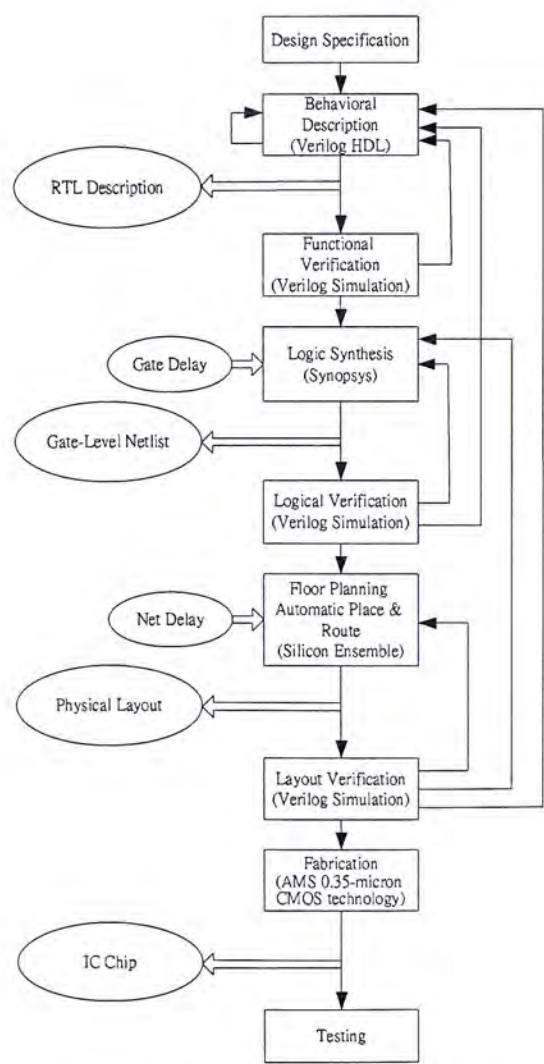 Design Specification
Behavioral
Description
(Verilog HDL)
RTL Description
Functional
Verification
(Verilog Simulation)
Gate Delay
Logic Synthesis
(Synopsys)
Gate-Level Netlist
Logical Verification
(Verilog Simulation)
Floor Planning
Automatic Place &
Route
(Silicon Ensemble)
Net Delay
Physical Layout
Layout Verification
(Verilog Simulation)
Fabrication
(AMS 0.35-micron
CMOS technology)
IC Chip
Testing